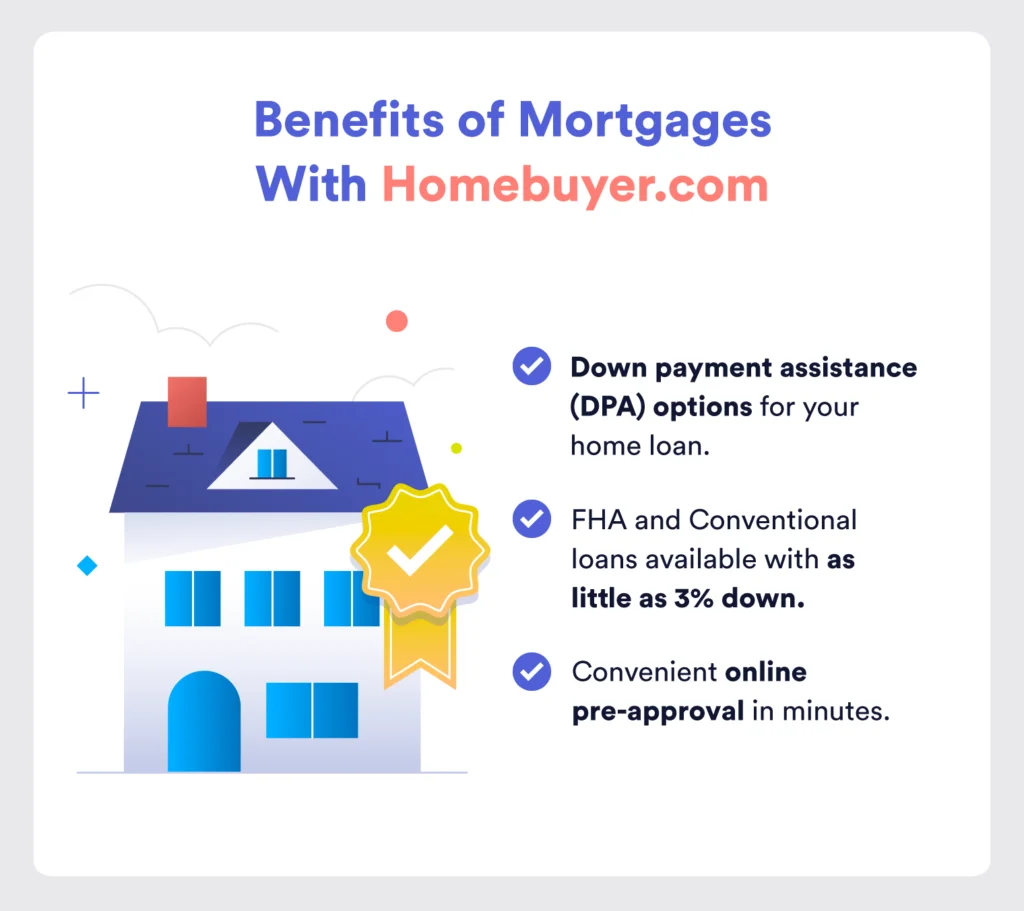 Benefits of Mortgages
With Homebuyer.com
Down payment assistance
(DPA) options for your
home loan.
FHA and Conventional
loans available with as
little as 3% down.
Convenient online
pre-approval in minutes.